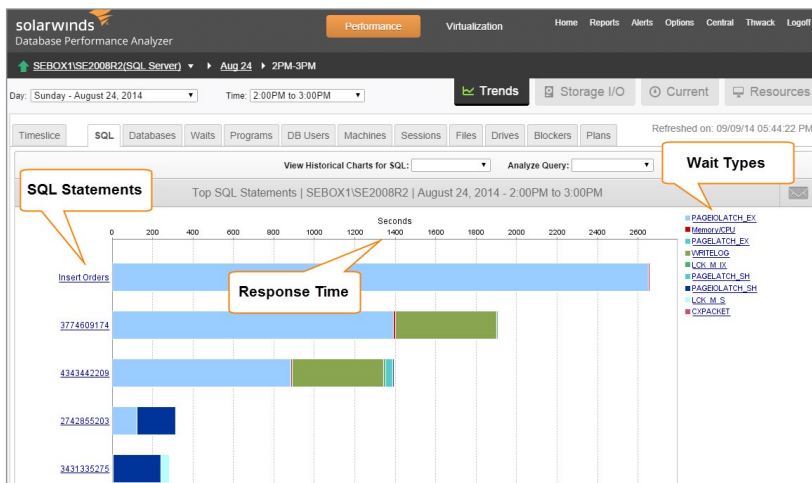 solarwinds
Database Performance Analyzer
Performance
Virtualization
Home Reports Alerts Options Central Thwack Logoff
SEBOX1\SE2008R2(SQL Server) Aug 24 2PM-3PM
Day: Sunday - August 24, 2014 Time: 2:00PM to 3:00PM
Trends Storage I/O Current Resources
Timeslice SQL Databases Waits Programs DB Users Machines Sessions Files Drives Blockers Plans
Refreshed on: 09/09/14 05:44:22 PM
View Historical Charts for SQL: Analyze Query:
Wait Types
SQL Statements
Top SQL Statements | SEBOX1\SE2008R2 | August 24, 2014 - 2:00PM to 3:00PM
Seconds
0 200 400 600 800 1000 1200 1400 1600 1800 2000 2200 2400 2600
PAGEIOLATCH_EX
Memory/CPU
PAGELATCH_EX
WRITELOG
LCK_M_IX
PAGELATCH_SH
PAGEIOLATCH_SH
LCK_M_S
CXPACKET
Insert Orders
Response Time
3774609174
4343442209
2742855203
3431335275